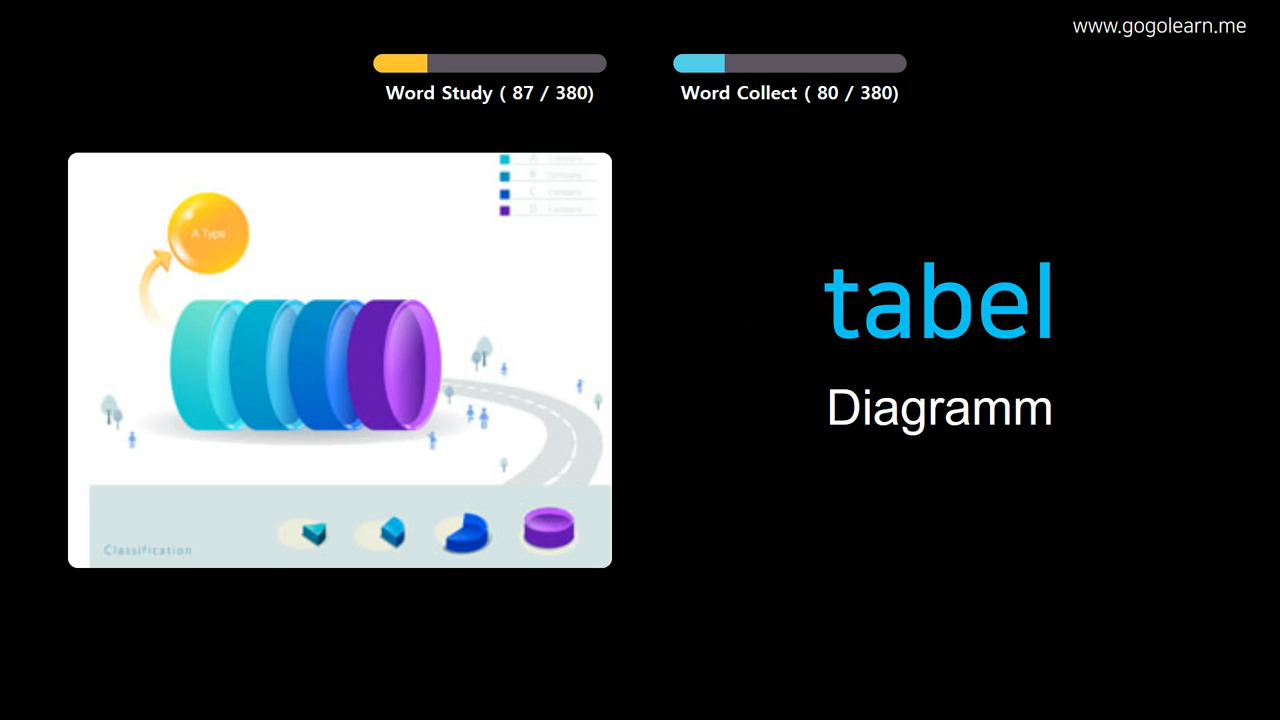 www.gogolearn.me
Word Study ( 87 / 380)
Word Collect ( 80 / 380)
A
B
C
D
A Type
tabel
Diagramm
Classification